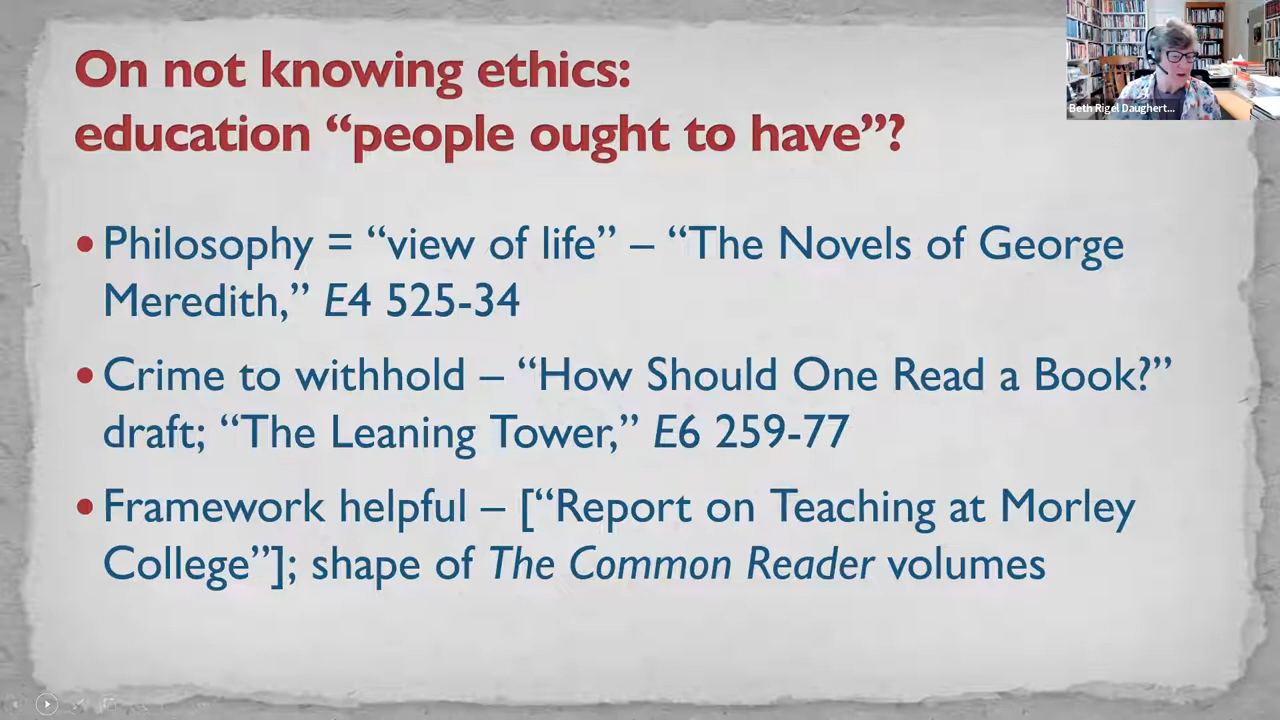 On not knowing ethics:
education “people ought to have”?
Beth Rigel Daughert...
• Philosophy = “view of life” – “The Novels of George
Meredith,” E4 525-34
• Crime to withhold – “How Should One Read a Book?”
draft; “The Leaning Tower,” E6 259-77
• Framework helpful – [“Report on Teaching at Morley
College”]; shape of The Common Reader volumes